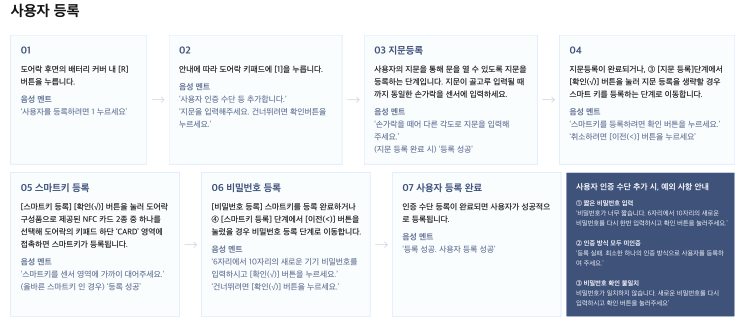 사용자 등록
01
도어락 후면의 배터리 커버 내 [R]
버튼을 누릅니다.
음성 멘트
'사용자를 등록하려면 1 누르세요'
02
안내에 따라 도어락 키패드에 [1]을 누릅니다.
음성 멘트
'사용자 인증 수단 등 추가합니다.'
'지문을 입력해주세요. 건너뛰려면 확인버튼을
누르세요.'
03 지문등록
사용자의 지문을 통해 문을 열 수 있도록 지문을
등록하는 단계입니다. 지문이 골고루 입력될 때
까지 동일한 손가락을 센서에 입력하세요.
음성 멘트
'손가락을 떼어 다른 각도로 지문을 입력해
주세요.'
(지문 등록 완료 시) '등록 성공'
04
지문등록이 완료되거나, ③ [지문 등록]단계에서
[확인(√)] 버튼을 눌러 지문 등록을 생략할 경우
스마트 키를 등록하는 단계로 이동합니다.
음성 멘트
'스마트키를 등록하려면 확인 버튼을 누르세요.'
'취소하려면 [이전(<)] 버튼을 누르세요'
05 스마트키 등록
[스마트키 등록] [확인(√)] 버튼을 눌러 도어락
구성품으로 제공된 NFC 카드 2종 중 하나를
선택해 도어락의 키패드 하단 'CARD' 영역에
접촉하면 스마트키가 등록됩니다.
음성 멘트
'스마트키를 센서 영역에 가까이 대어주세요.'
(올바른 스마트키 인 경우) '등록 성공'
06 비밀번호 등록
[비밀번호 등록] 스마트키를 등록 완료하거나
④ [스마트키 등록] 단계에서 [이전(<)] 버튼을
눌렀을 경우 비밀번호 등록 단계로 이동합니다.
음성 멘트
'6자리에서 10자리의 새로운 기기 비밀번호를
입력하시고 [확인(√)] 버튼을 누르세요.'
'건너뛰려면 [확인(√)] 버튼을 누르세요.'
07 사용자 등록 완료
인증 수단 등록이 완료되면 사용자가 성공적으
로 등록됩니다.
음성 멘트
'등록 성공. 사용자 등록 성공'
사용자 인증 수단 추가 시, 예외 사항 안내
① 짧은 비밀번호 입력
'비밀번호가 너무 짧습니다. 6자리에서 10자리의 새로운
비밀번호를 다시 한번 입력하시고 확인 버튼을 누르세요.'
② 인증 방식 모두 미인증
'등록 실패. 최소한 하나의 인증 방식으로 사용자를 등록하
여 주세요.'
③ 비밀번호 확인 불일치
비밀번호가 일치하지 않습니다. 새로운 비밀번호를 다시
입력하시고 확인 버튼을 눌러주세요'